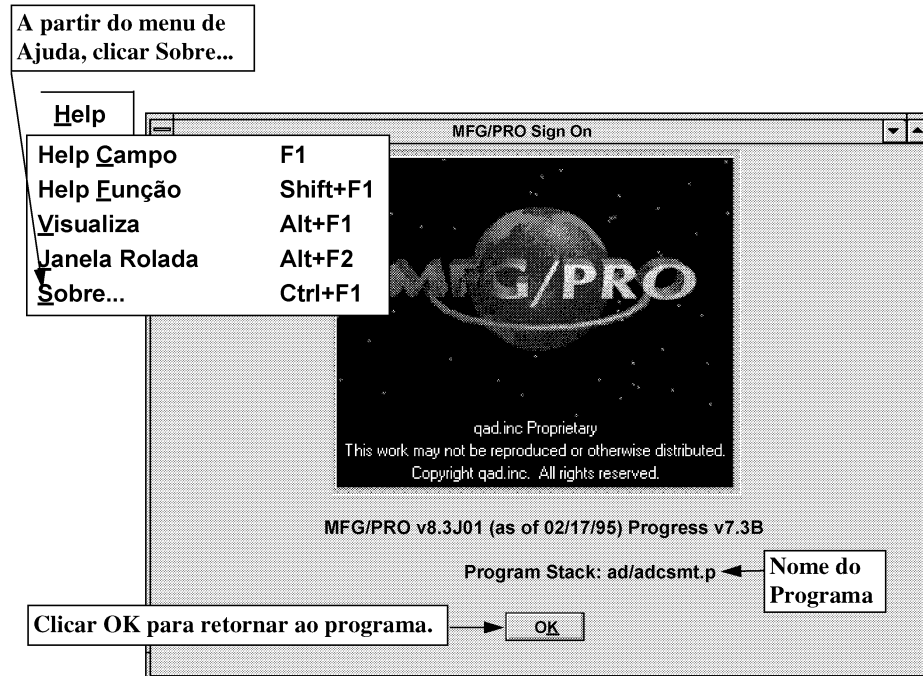 A partir do menu de
Ajuda, clicar Sobre...
Help
MFG/PRO Sign On
Help Campo F1
Help Função Shift+F1
Visualiza Alt+F1
Janela Rolada Alt+F2
Sobre... Ctrl+F1
MFG/PRO
qad.inc Proprietary
This work may not be reproduced or otherwise distributed.
Copyright qad.inc. All rights reserved.
MFG/PRO v8.3J01 (as of 02/17/95) Progress v7.3B
Program Stack: ad/adcsmt.p
Nome do
Programa
Clicar OK para retornar ao programa.
OK